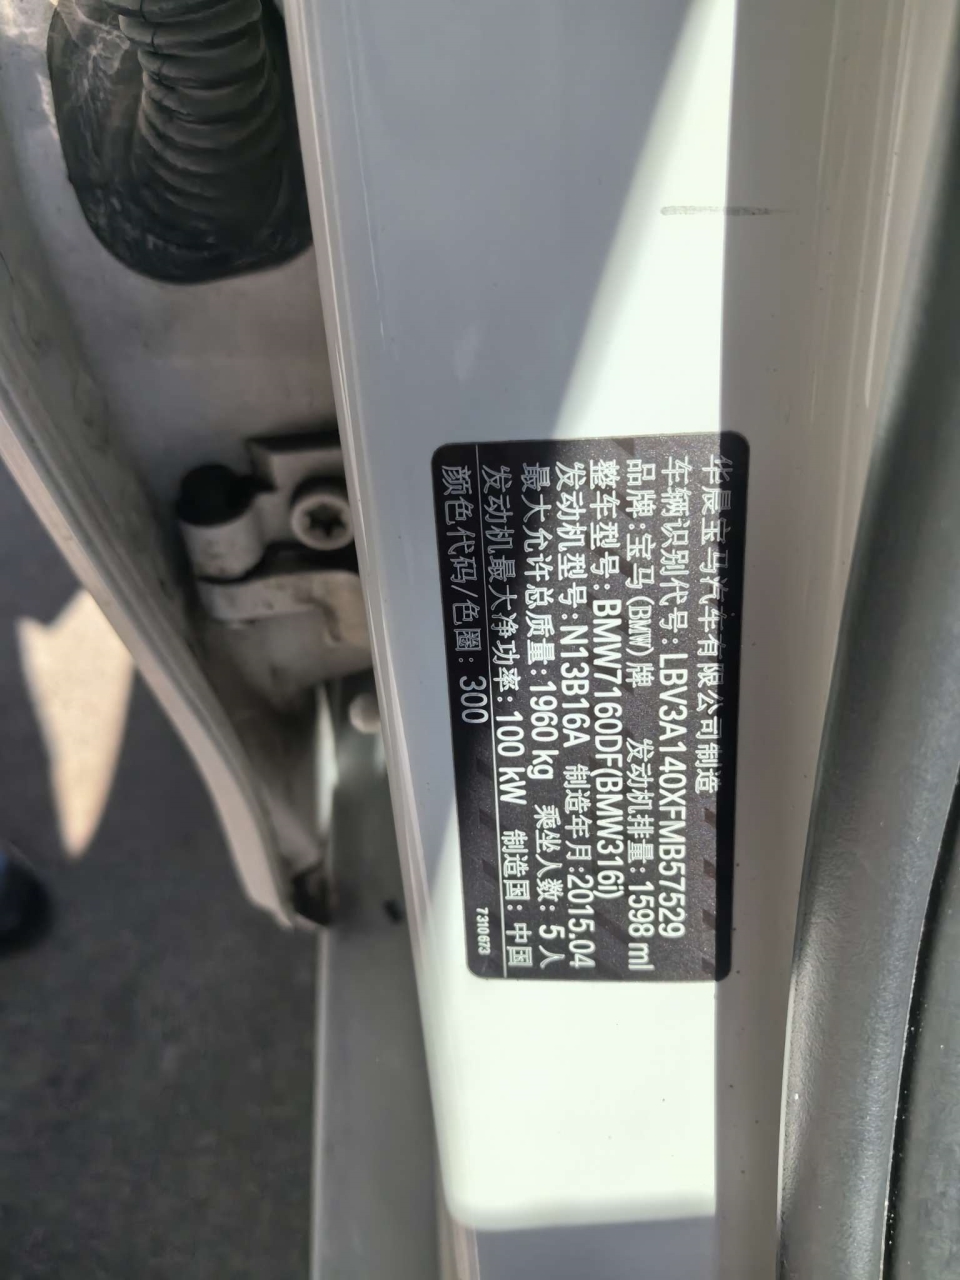 华晨宝马汽车有限公司制造
车辆识别代号:LBV3A140XFMB57529
品牌:宝马(BMW)牌 发动机排量:1598 ml
整车型号:BMW7160DF(BMW316i)
发动机型号:N13B16A 制造年月:2015.04
最大允许总质量:1960 kg 乘坐人数:5人
发动机最大净功率:100 kW 制造国:中国
颜色代码/色圈:300
7310673